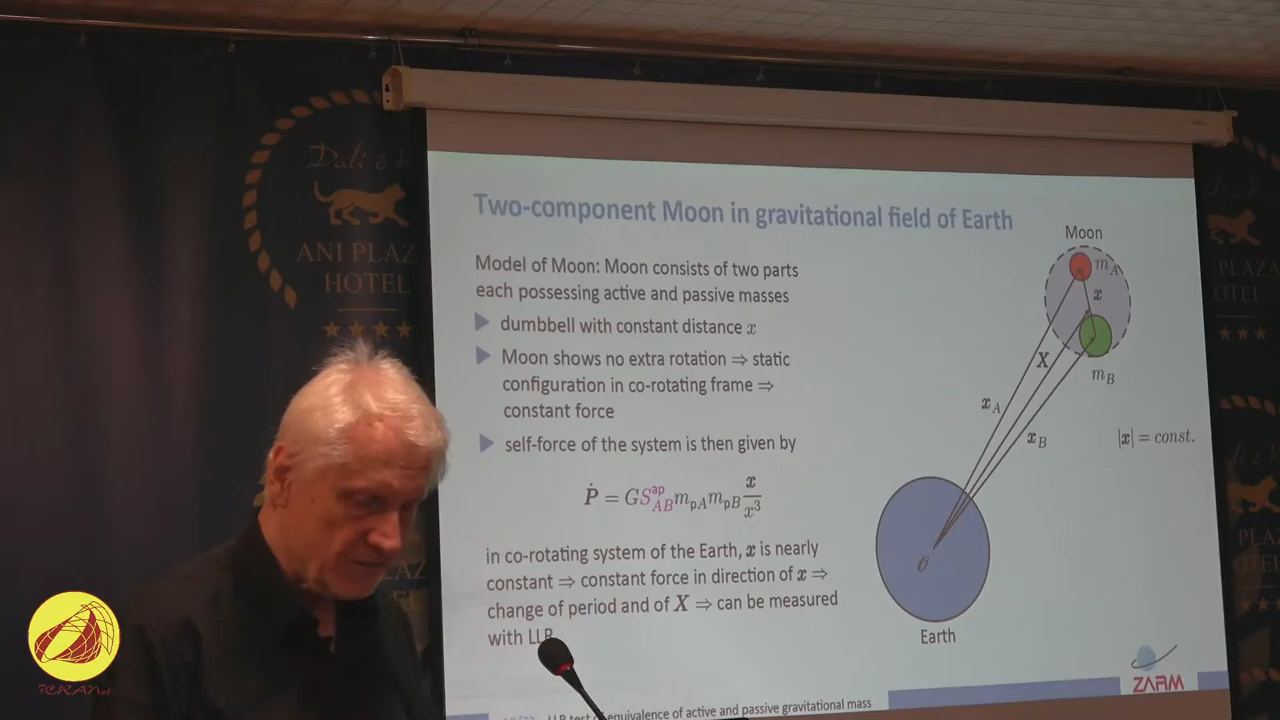 Dali &
ANI PLAZ
HOTEL
Two-component Moon in gravitational field of Earth
Model of Moon: Moon consists of two parts
each possessing active and passive masses
dumbbell with constant distance x
Moon shows no extra rotation ⇒ static
configuration in co-rotating frame ⇒
constant force
self-force of the system is then given by
Ṗ = GS^ap_AB m_pA m_pB x/x³
in co-rotating system of the Earth, x is nearly
constant ⇒ constant force in direction of x ⇒
change of period and of X ⇒ can be measured
with LLR
Moon
m_A
x
X
m_B
x_A
x_B
|x| = const.
Earth
ZARM
equivalence of active and passive gravitational mass
PLAZA
ICRANet